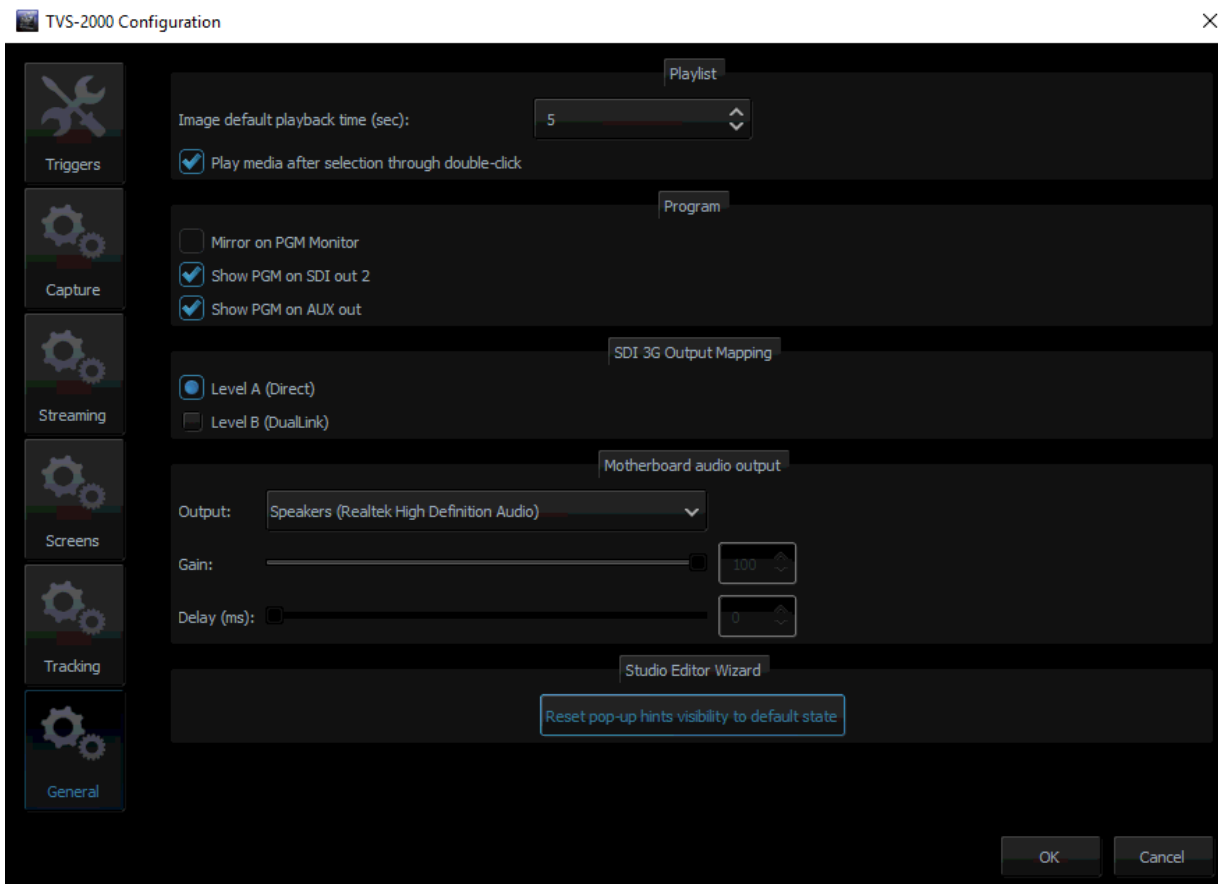 TVS-2000 Configuration
Triggers
Capture
Streaming
Screens
Tracking
General
Playlist
Image default playback time (sec):
5
Play media after selection through double-click
Program
Mirror on PGM Monitor
Show PGM on SDI out 2
Show PGM on AUX out
SDI 3G Output Mapping
Level A (Direct)
Level B (DualLink)
Motherboard audio output
Output: Speakers (Realtek High Definition Audio)
Gain: 100
Delay (ms): 0
Studio Editor Wizard
Reset pop-up hints visibility to default state
OK Cancel